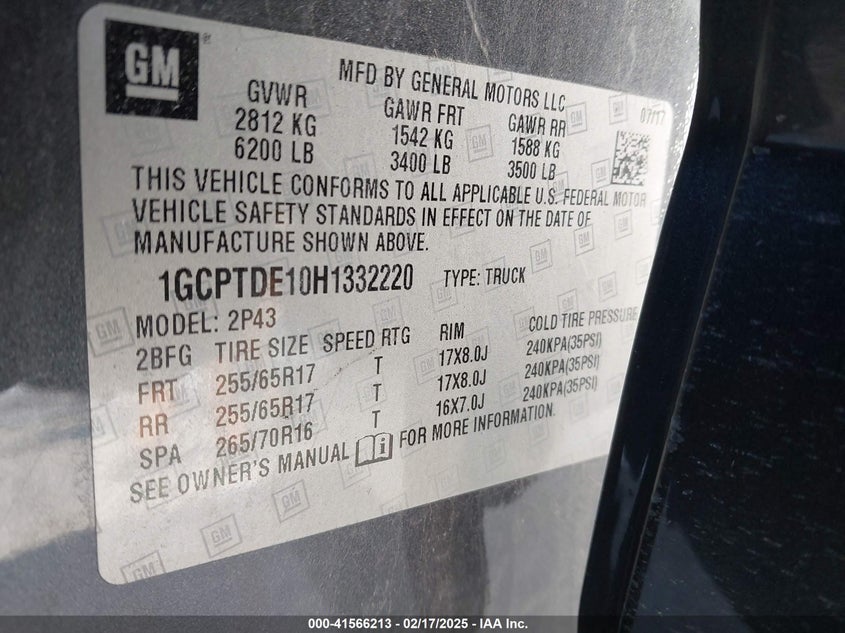 GM
MFD BY GENERAL MOTORS LLC
07/17
GVWR GAWR FRT GAWR RR
2812 KG 1542 KG 1588 KG
6200 LB 3400 LB 3500 LB
THIS VEHICLE CONFORMS TO ALL APPLICABLE U.S. FEDERAL MOTOR
VEHICLE SAFETY STANDARDS IN EFFECT ON THE DATE OF
MANUFACTURE SHOWN ABOVE.
1GCPTDE10H1332220 TYPE: TRUCK
MODEL: 2P43
2BFG TIRE SIZE SPEED RTG RIM COLD TIRE PRESSURE
FRT 255/65R17 T 17X8.0J 240KPA(35PSI)
RR 255/65R17 T 17X8.0J 240KPA(35PSI)
SPA 265/70R16 T 16X7.0J 240KPA(35PSI)
SEE OWNER'S MANUAL FOR MORE INFORMATION.
000-41566213 - 02/17/2025 - IAA Inc.